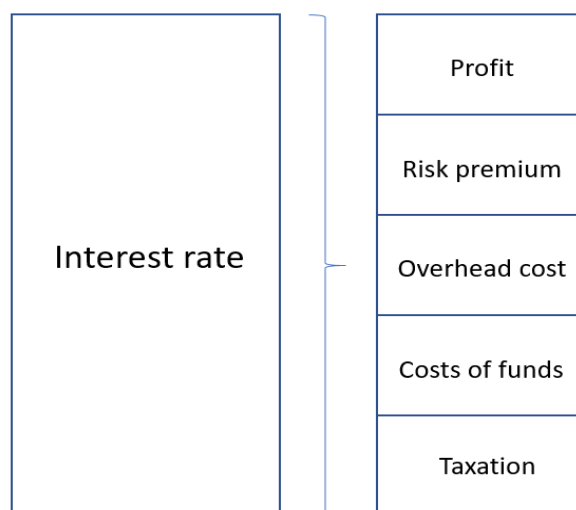 Interest rate
Profit
Risk premium
Overhead cost
Costs of funds
Taxation